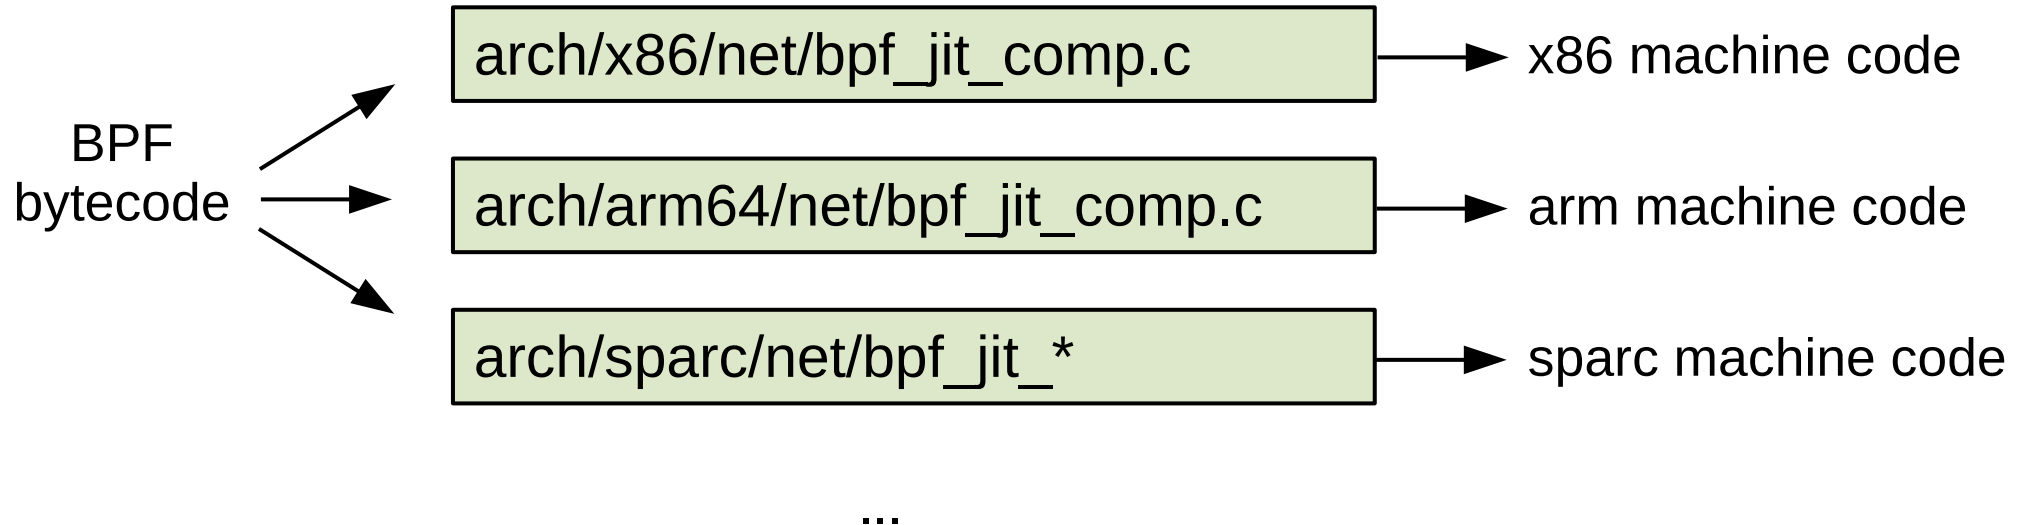 BPF
bytecode
arch/x86/net/bpf_jit_comp.c
x86 machine code
arch/arm64/net/bpf_jit_comp.c
arm machine code
arch/sparc/net/bpf_jit_*
sparc machine code
...